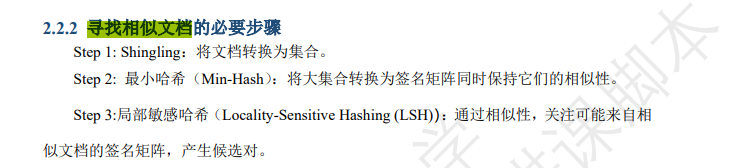 2.2.2 寻找相似文档的必要步骤
Step 1: Shingling：将文档转换为集合。
Step 2: 最小哈希（Min-Hash）：将大集合转换为签名矩阵同时保持它们的相似性。
Step 3:局部敏感哈希（Locality-Sensitive Hashing (LSH)）：通过相似性，关注可能来自相
似文档的签名矩阵，产生候选对。
学
课脚本